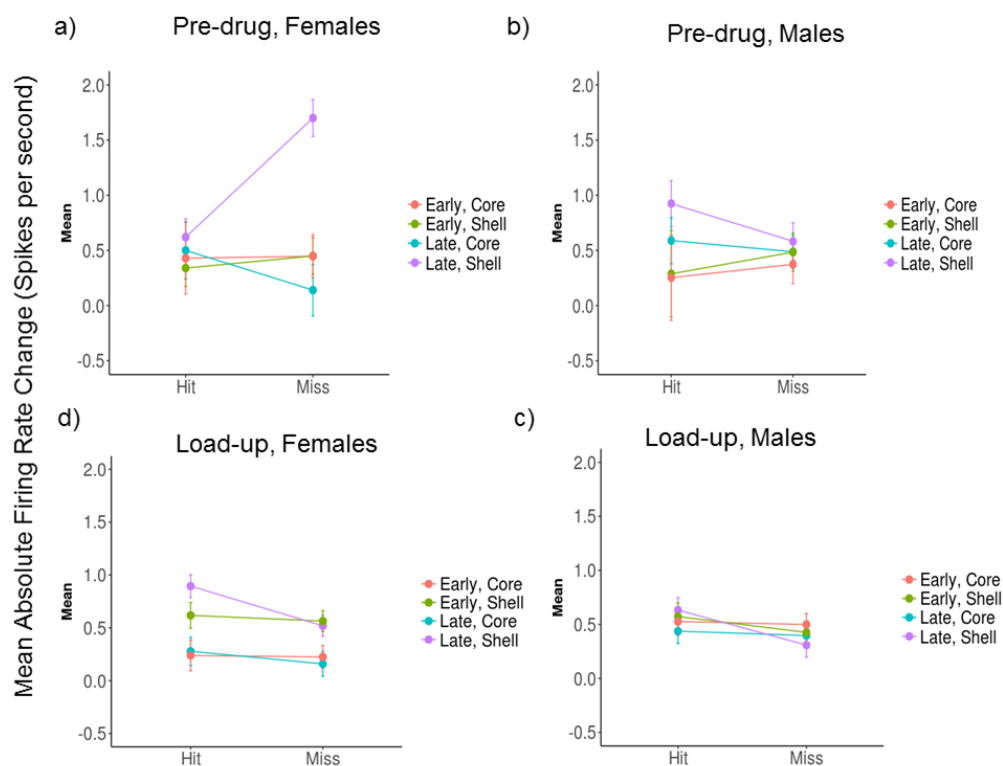 Mean Absolute Firing Rate Change (Spikes per second)
a)
Pre-drug, Females
Mean
2.0
1.5
1.0
0.5
0.0
-0.5
Hit
Miss
Early, Core
Early, Shell
Late, Core
Late, Shell
b)
Pre-drug, Males
Mean
2.0
1.5
1.0
0.5
0.0
-0.5
Hit
Miss
Early, Core
Early, Shell
Late, Core
Late, Shell
d)
Load-up, Females
Mean
2.0
1.5
1.0
0.5
0.0
-0.5
Hit
Miss
Early, Core
Early, Shell
Late, Core
Late, Shell
c)
Load-up, Males
Mean
2.0
1.5
1.0
0.5
0.0
-0.5
Hit
Miss
Early, Core
Early, Shell
Late, Core
Late, Shell